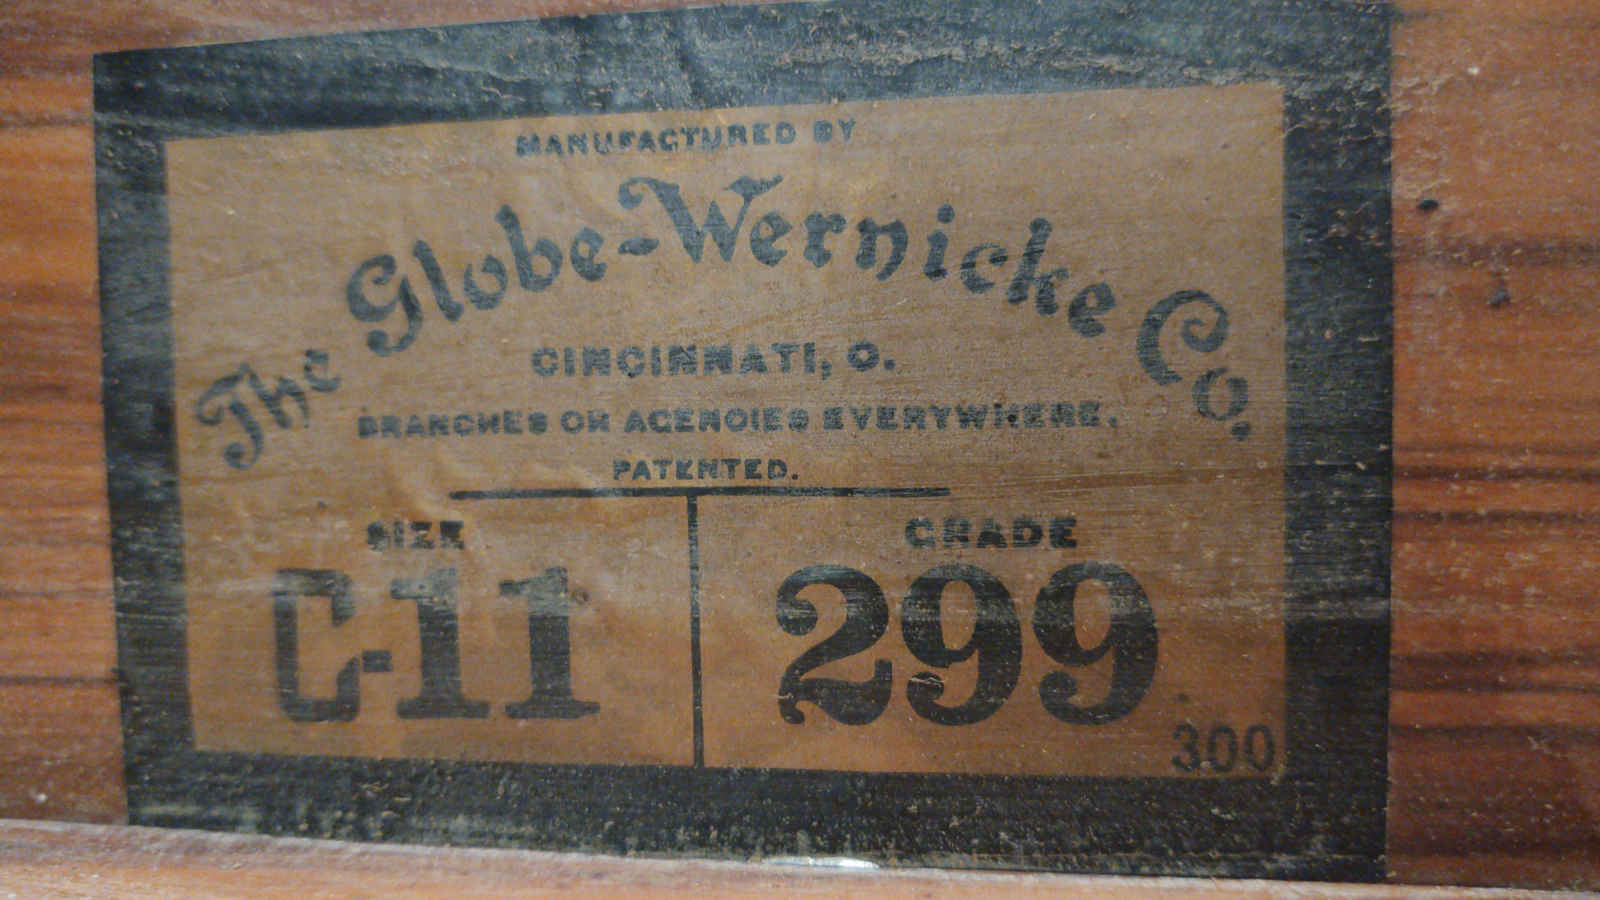 MANUFACTURED BY
The Globe-Wernicke Co.
CINCINNATI, O.
BRANCHES OR AGENCIES EVERYWHERE.
PATENTED.
SIZE
C-11
GRADE
299
300